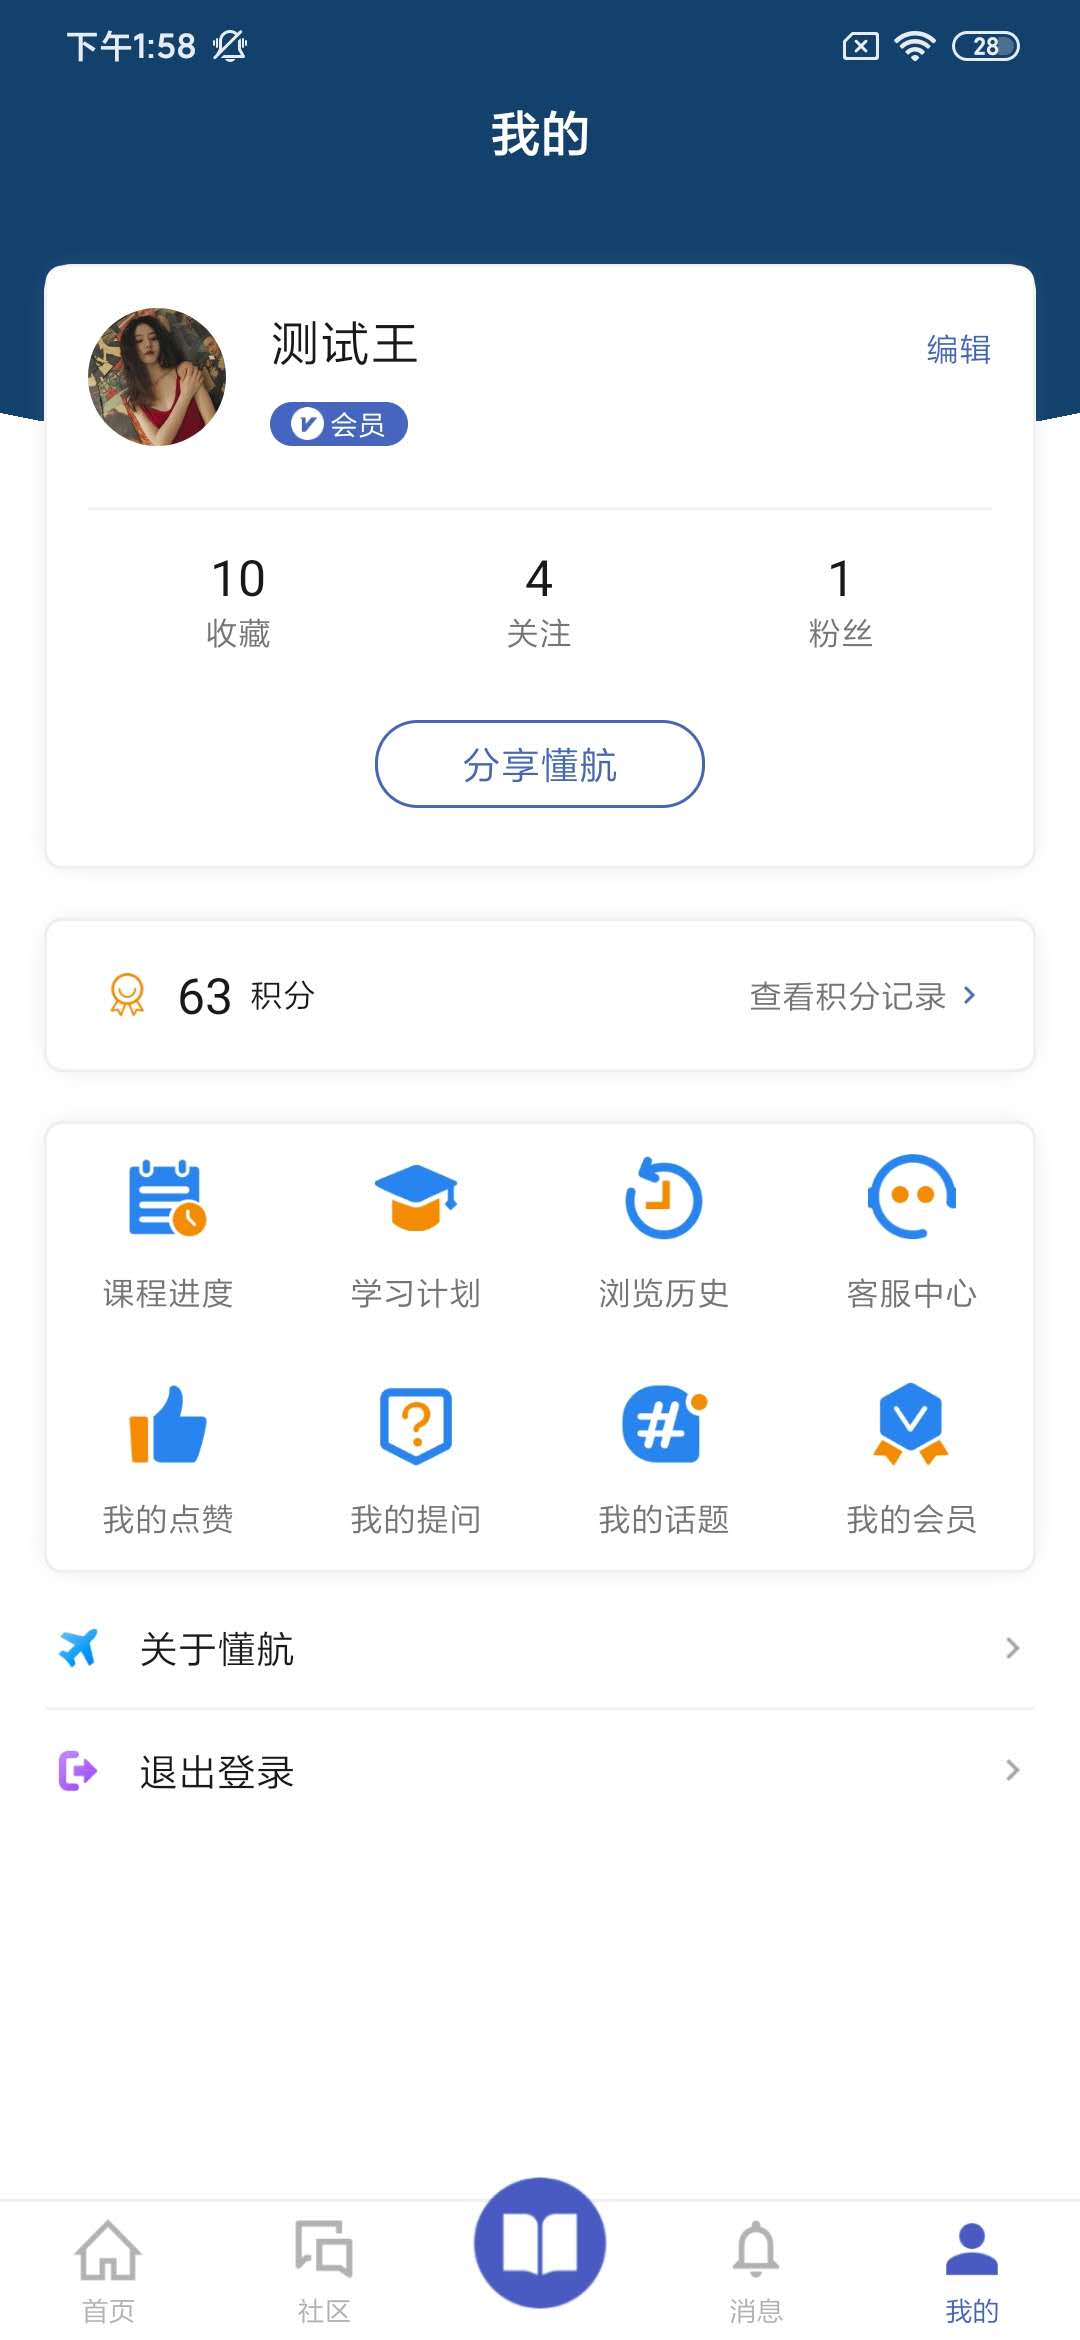 下午1:58
28
我的
测试王
编辑
会员
10
4
1
收藏
关注
粉丝
分享懂航
63 积分
查看积分记录
课程进度
学习计划
浏览历史
客服中心
我的点赞
我的提问
我的话题
我的会员
关于懂航
退出登录
首页
社区
消息
我的